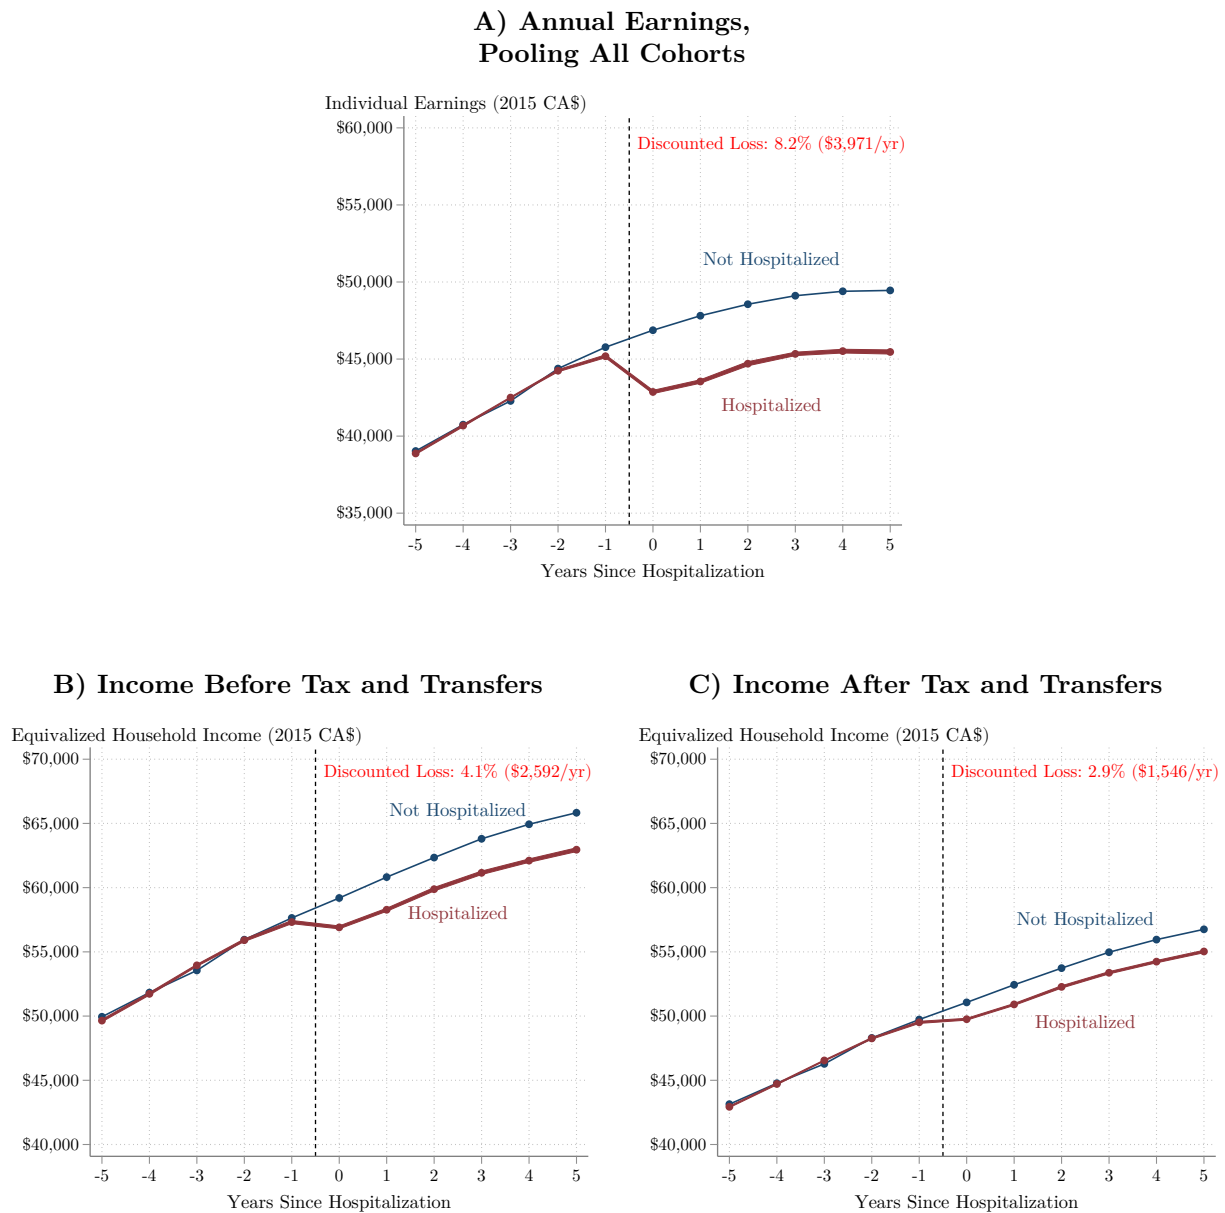 A) Annual Earnings,
Pooling All Cohorts
Individual Earnings (2015 CA$)
$60,000
Discounted Loss: 8.2% ($3,971/yr)
$55,000
Not Hospitalized
$50,000
$45,000
Hospitalized
$40,000
$35,000
-5 -4 -3 -2 -1 0 1 2 3 4 5
Years Since Hospitalization
B) Income Before Tax and Transfers
Equivalized Household Income (2015 CA$)
$70,000
Discounted Loss: 4.1% ($2,592/yr)
Not Hospitalized
$65,000
$60,000
Hospitalized
$55,000
$50,000
$45,000
$40,000
-5 -4 -3 -2 -1 0 1 2 3 4 5
Years Since Hospitalization
C) Income After Tax and Transfers
Equivalized Household Income (2015 CA$)
$70,000
Discounted Loss: 2.9% ($1,546/yr)
$65,000
$60,000
Not Hospitalized
$55,000
$50,000
Hospitalized
$45,000
$40,000
-5 -4 -3 -2 -1 0 1 2 3 4 5
Years Since Hospitalization